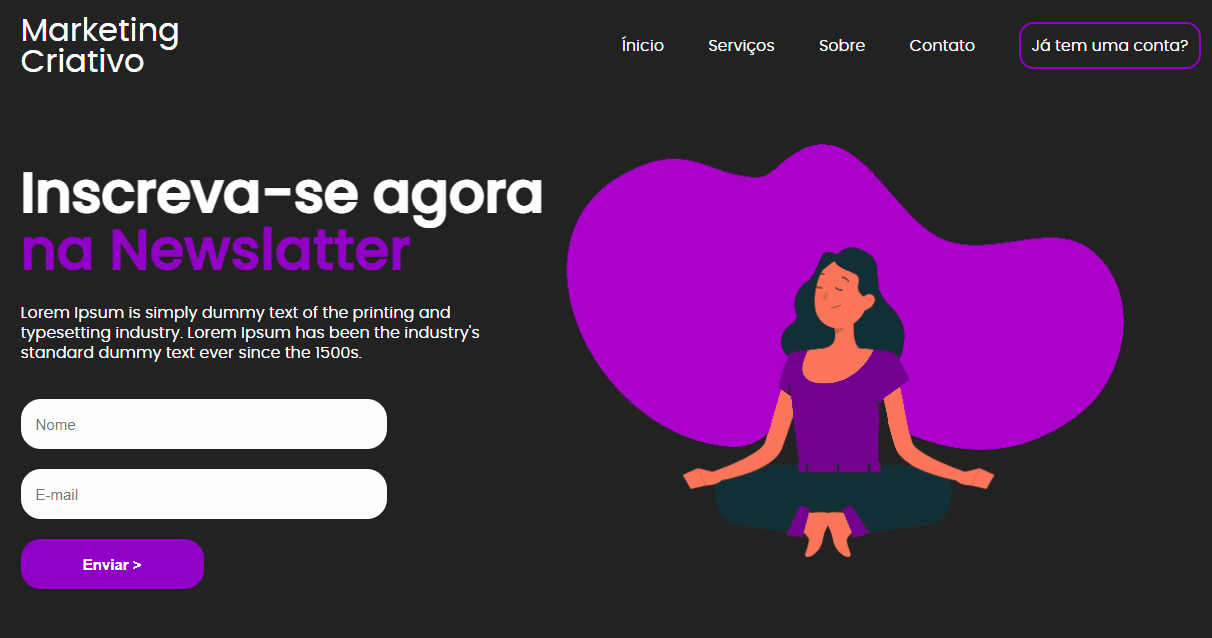 Marketing
Criativo
Ínicio
Serviços
Sobre
Contato
Já tem uma conta?
Inscreva-se agora
na Newslatter
Lorem Ipsum is simply dummy text of the printing and
typesetting industry. Lorem Ipsum has been the industry's
standard dummy text ever since the 1500s.
Nome
E-mail
Enviar >